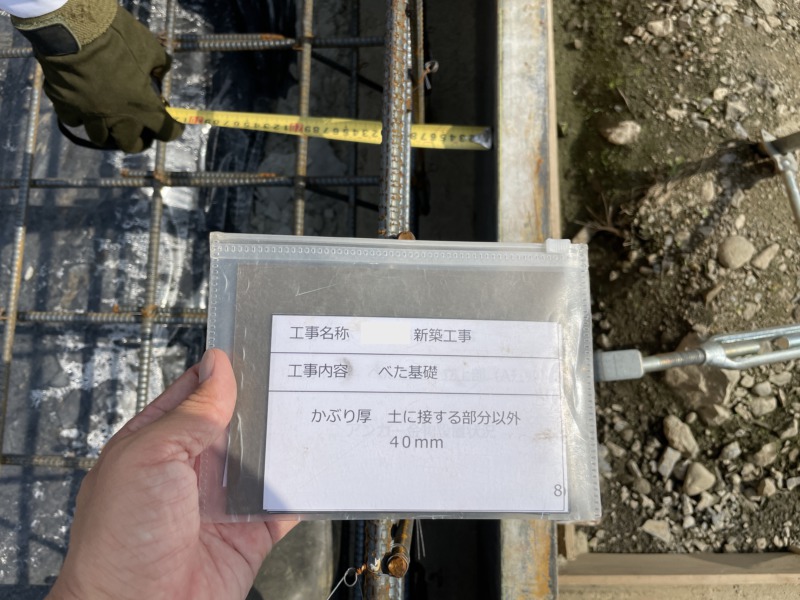 工事名称 新築工事
工事内容 べた基礎
かぶり厚 土に接する部分以外
40mm
8